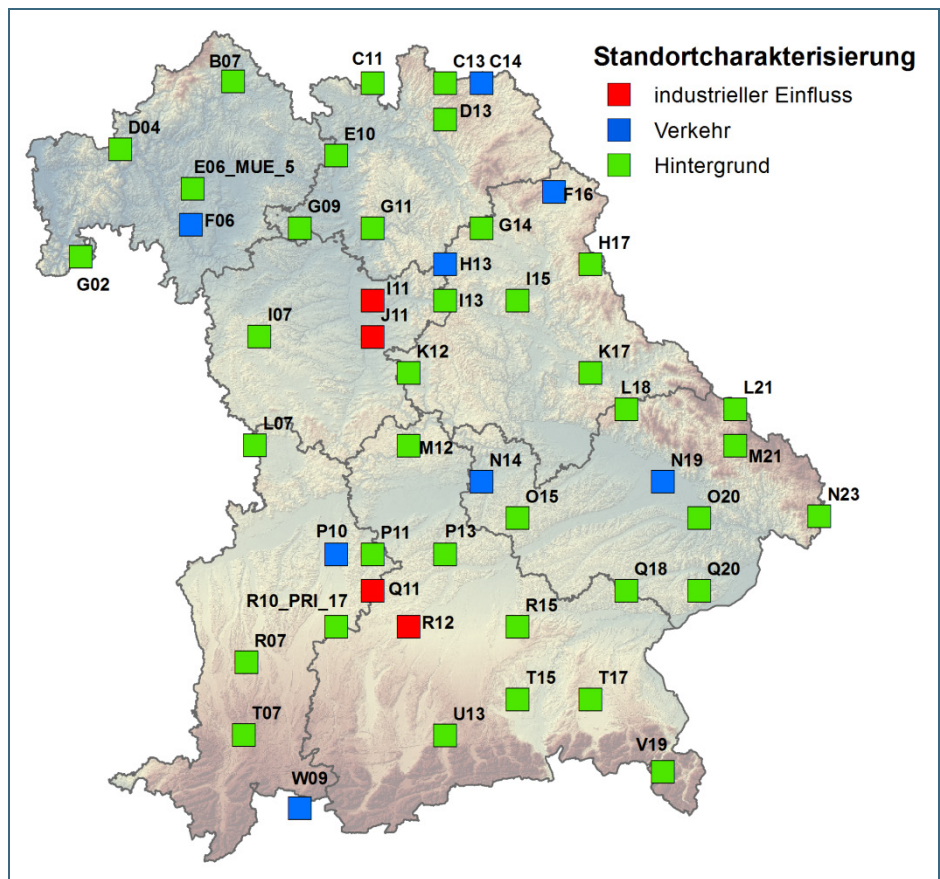 Standortcharakterisierung
industrieller Einfluss
Verkehr
Hintergrund
B07
C11
C13
C14
D13
D04
E10
E06_MUE_5
F16
F06
G09
G11
G14
G02
H13
H17
I11
I13
I15
J11
I07
K12
K17
L18
L21
L07
M12
M21
N14
N19
N23
O15
O20
P10
P11
P13
Q11
Q18
Q20
R10_PRI_17
R12
R15
R07
T15
T17
T07
U13
V19
W09